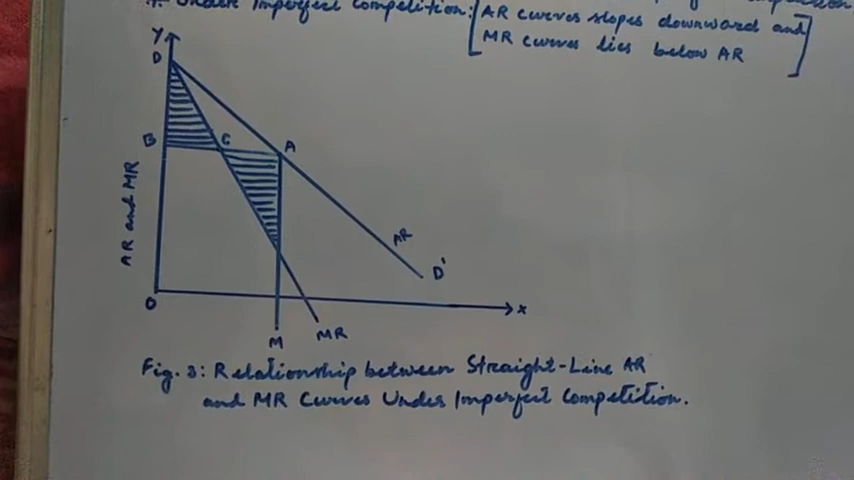 Under Imperfect Competition: AR curves slopes downward and
MR curves lies below AR
Y
D
B
C
A
AR and MR
AR
D'
O
X
M
MR
Fig. 3: Relationship between Straight-Line AR
and MR Curves Under Imperfect Competition.